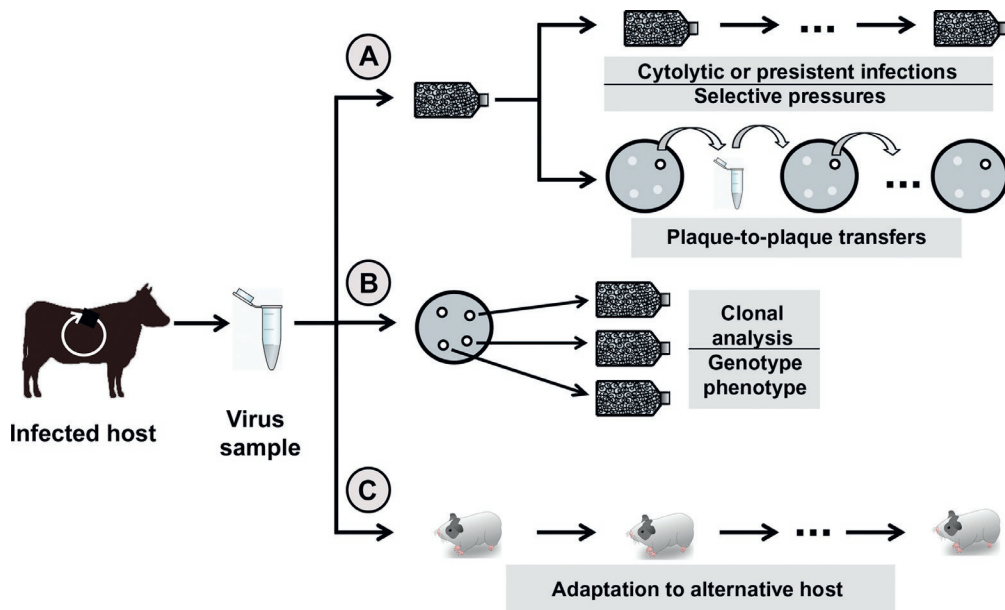 A
Cytolytic or presistent infections
Selective pressures
Plaque-to-plaque transfers
Infected host
Virus
sample
B
Clonal
analysis
Genotype
phenotype
C
Adaptation to alternative host